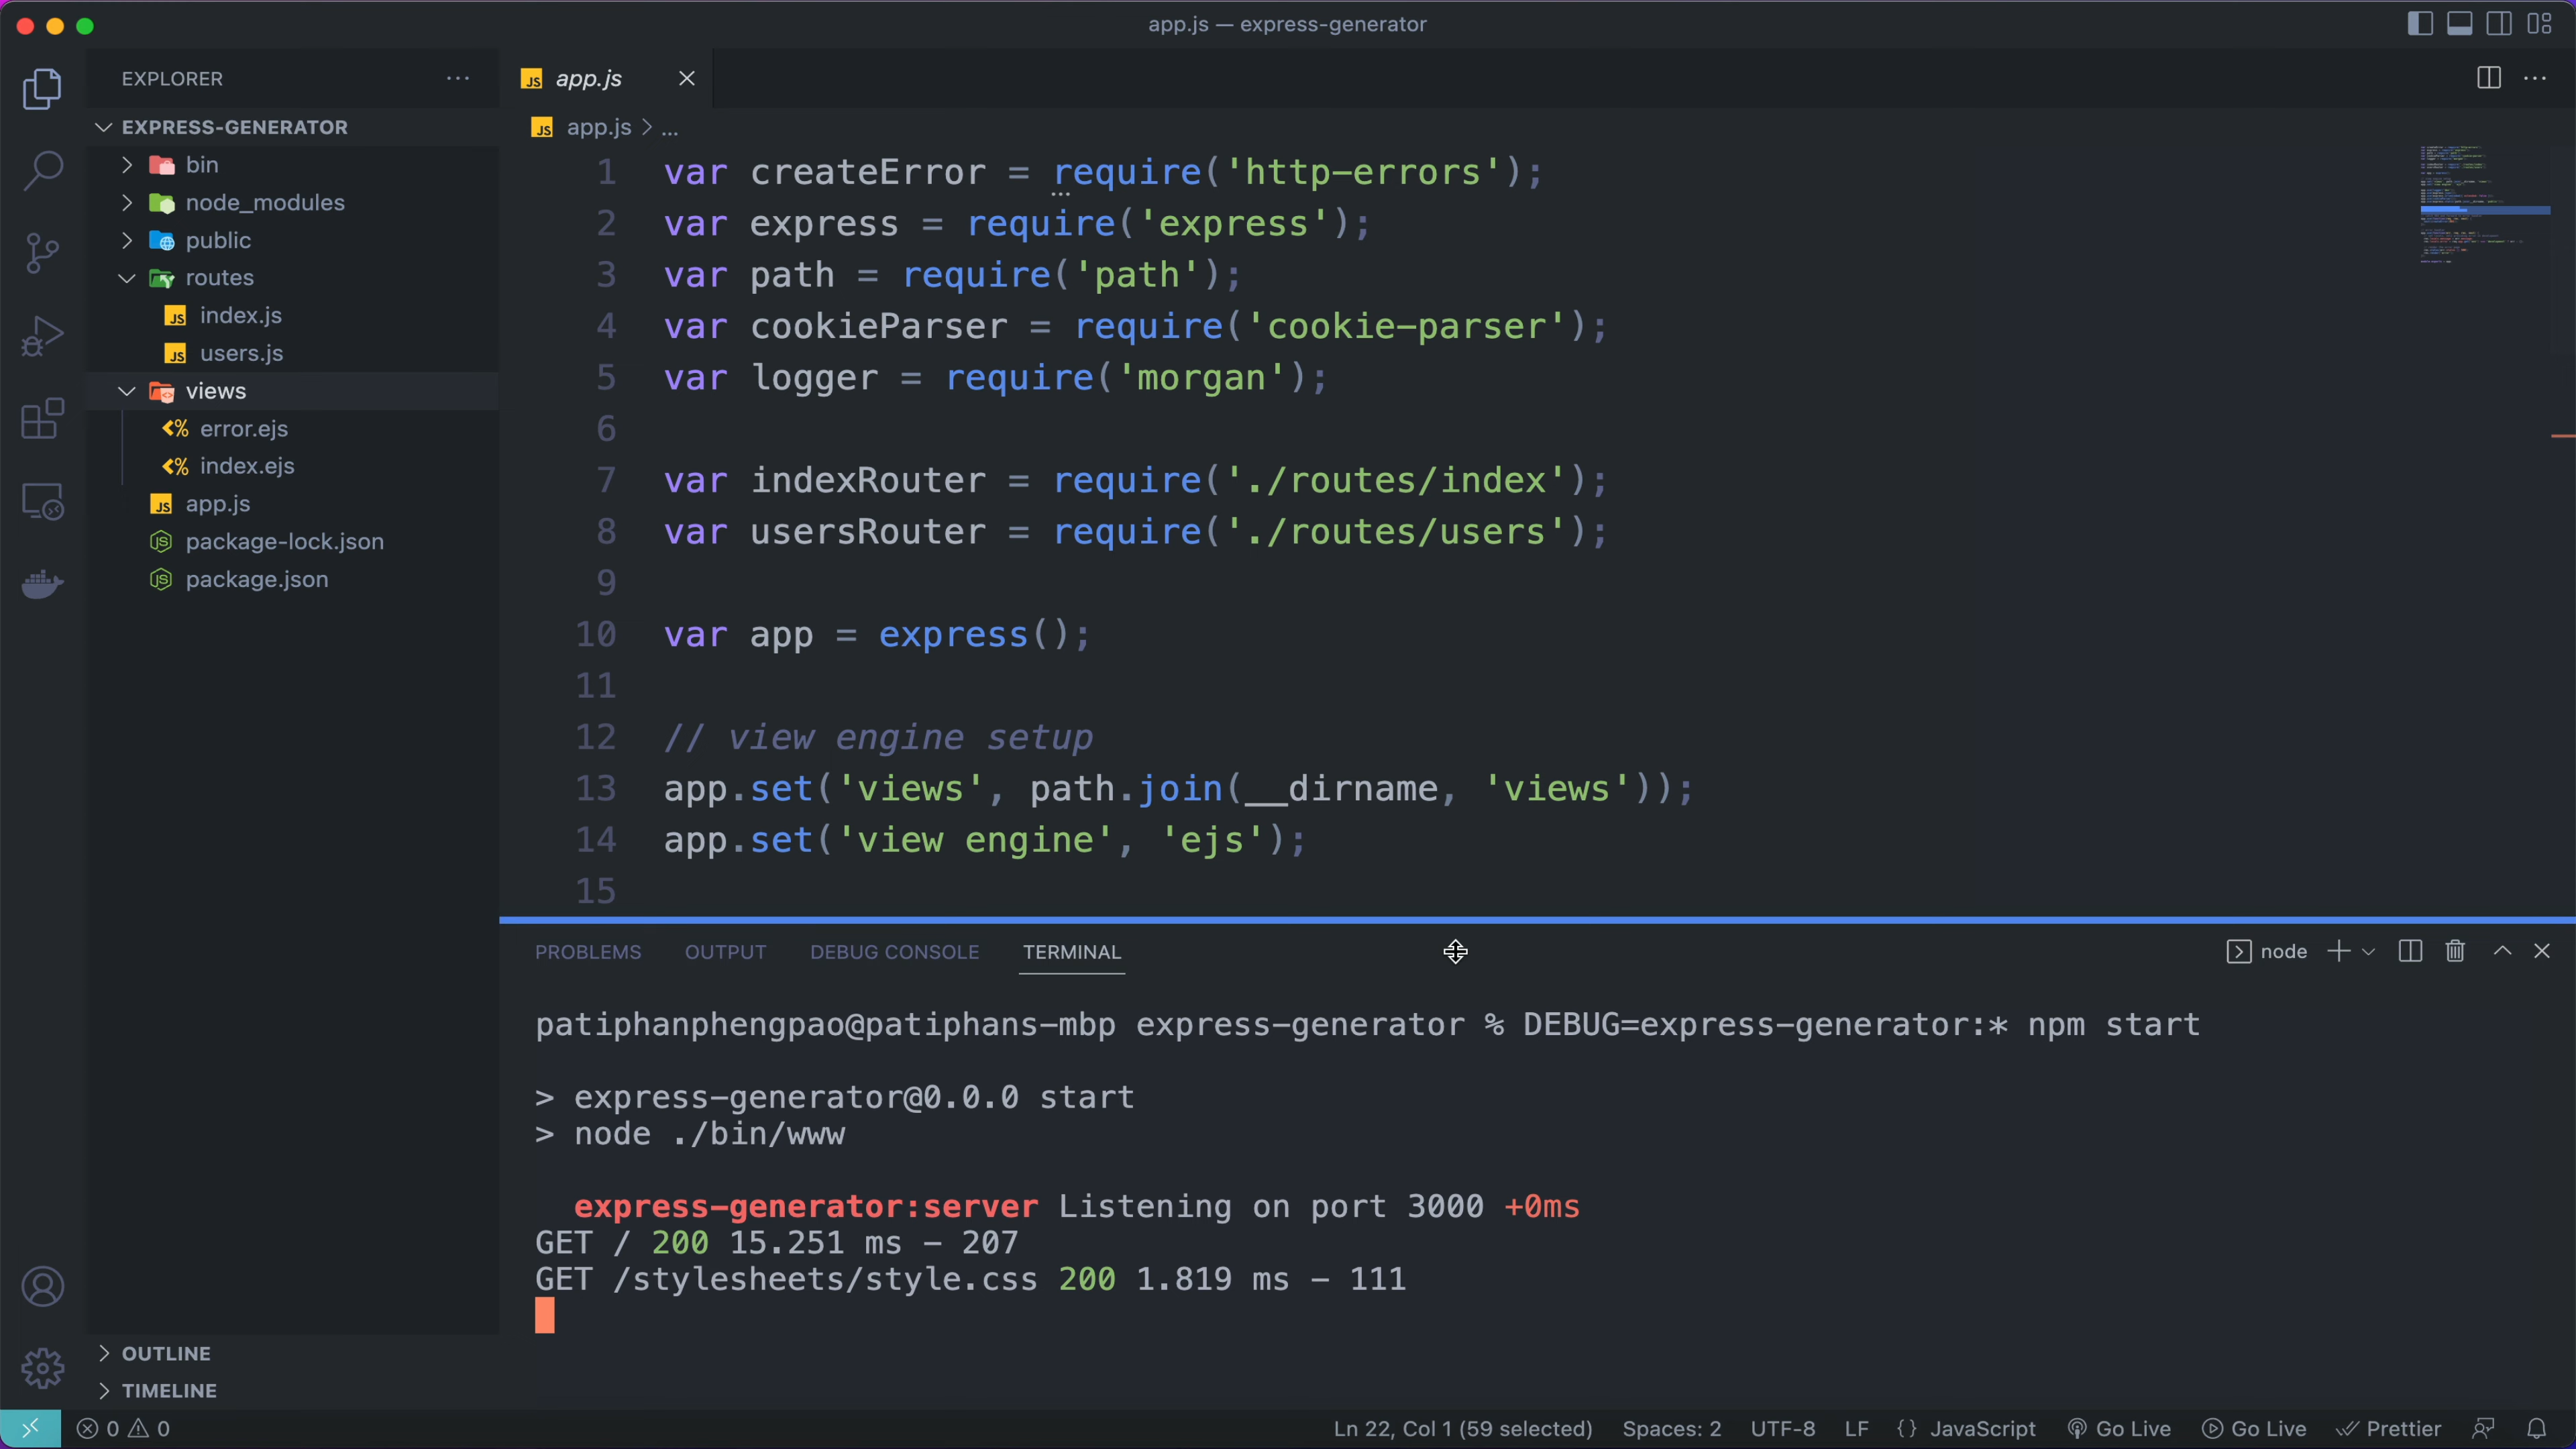 app.js — express-generator
EXPLORER
EXPRESS-GENERATOR
bin
node_modules
public
routes
index.js
users.js
views
error.ejs
index.ejs
app.js
package-lock.json
package.json
OUTLINE
TIMELINE
app.js
app.js > ...
1 var createError = require('http-errors');
2 var express = require('express');
3 var path = require('path');
4 var cookieParser = require('cookie-parser');
5 var logger = require('morgan');
6
7 var indexRouter = require('./routes/index');
8 var usersRouter = require('./routes/users');
9
10 var app = express();
11
12 // view engine setup
13 app.set('views', path.join(__dirname, 'views'));
14 app.set('view engine', 'ejs');
15
PROBLEMS OUTPUT DEBUG CONSOLE TERMINAL node
patiphanphengpao@patiphans-mbp express-generator % DEBUG=express-generator:* npm start
> express-generator@0.0.0 start
> node ./bin/www
express-generator:server Listening on port 3000 +0ms
GET / 200 15.251 ms - 207
GET /stylesheets/style.css 200 1.819 ms - 111
0 0 Ln 22, Col 1 (59 selected) Spaces: 2 UTF-8 LF {} JavaScript Go Live Go Live Prettier